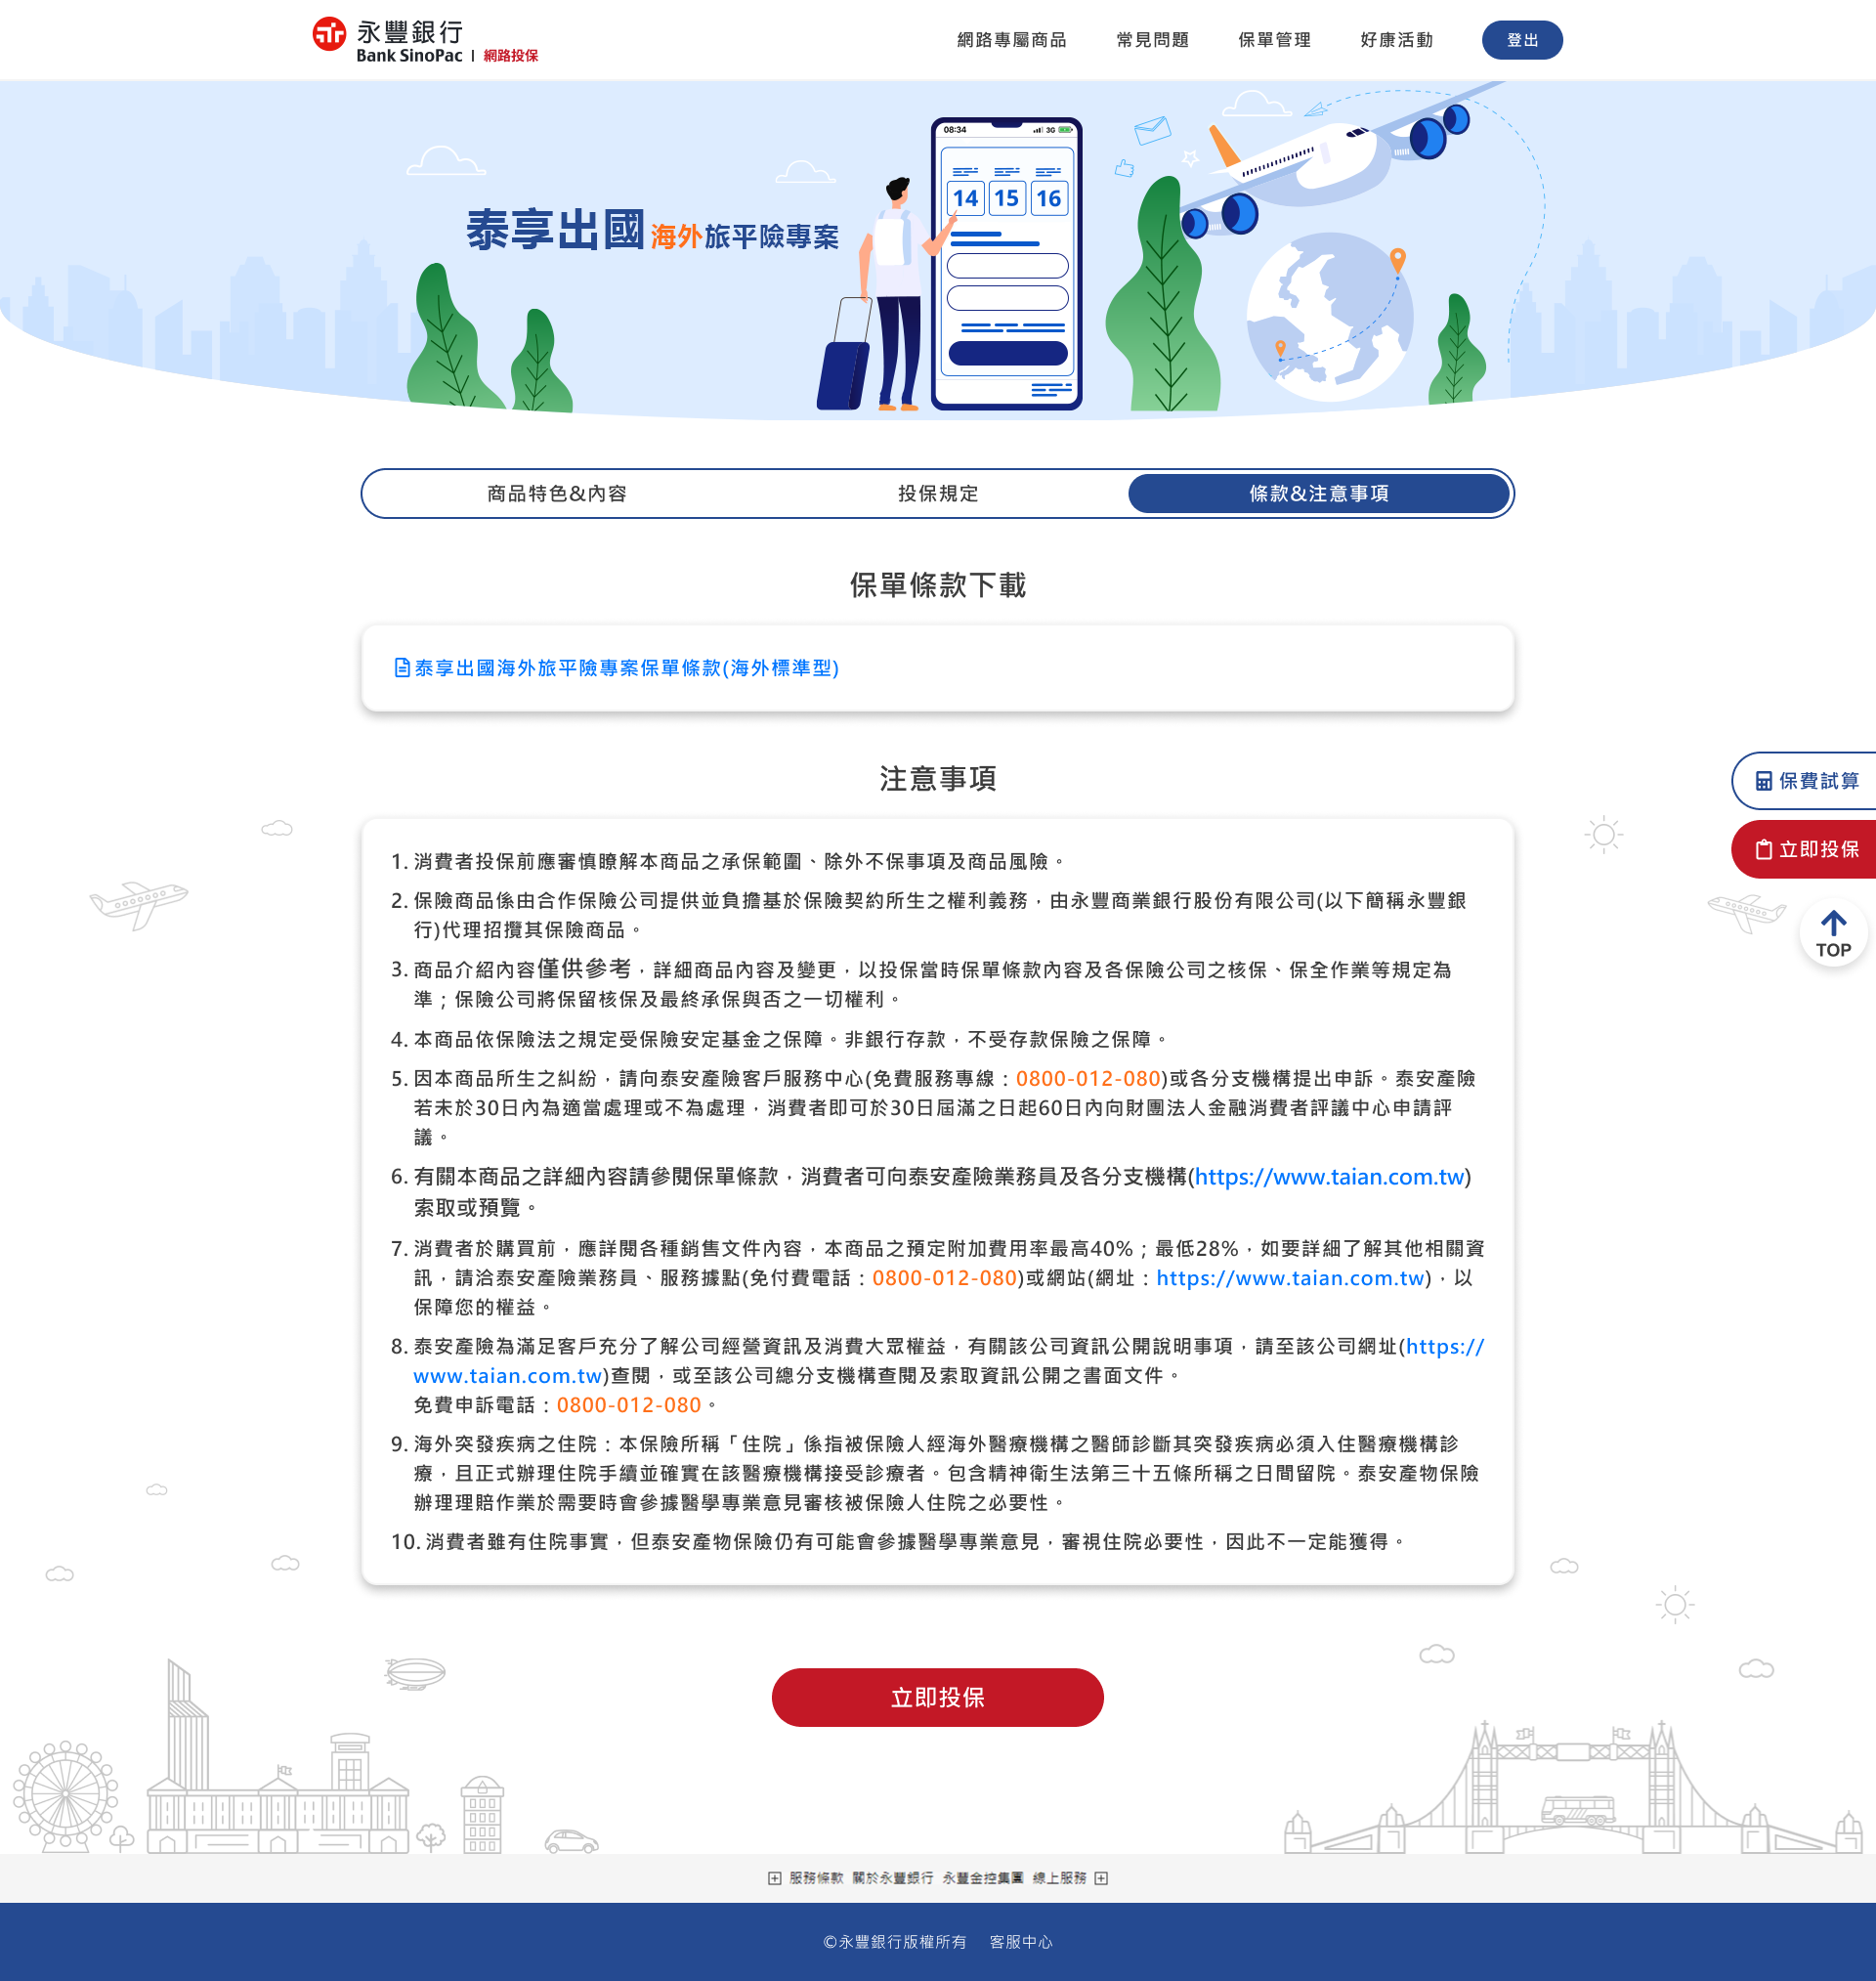 永豐銀行
Bank SinoPac | 網路投保
網路專屬商品 常見問題 保單管理 好康活動 登出
08:34 3G
14 15 16
泰享出國 海外旅平險專案
商品特色&內容 投保規定 條款&注意事項
保單條款下載
泰享出國海外旅平險專案保單條款(海外標準型)
注意事項
保費試算
立即投保
TOP
1. 消費者投保前應審慎瞭解本商品之承保範圍、除外不保事項及商品風險。
2. 保險商品係由合作保險公司提供並負擔基於保險契約所生之權利義務，由永豐商業銀行股份有限公司(以下簡稱永豐銀
行)代理招攬其保險商品。
3. 商品介紹內容僅供參考，詳細商品內容及變更，以投保當時保單條款內容及各保險公司之核保、保全作業等規定為
準；保險公司將保留核保及最終承保與否之一切權利。
4. 本商品依保險法之規定受保險安定基金之保障。非銀行存款，不受存款保險之保障。
5. 因本商品所生之糾紛，請向泰安產險客戶服務中心(免費服務專線：0800-012-080)或各分支機構提出申訴。泰安產險
若未於30日內為適當處理或不為處理，消費者即可於30日屆滿之日起60日內向財團法人金融消費者評議中心申請評
議。
6. 有關本商品之詳細內容請參閱保單條款，消費者可向泰安產險業務員及各分支機構(https://www.taian.com.tw)
索取或預覽。
7. 消費者於購買前，應詳閱各種銷售文件內容，本商品之預定附加費用率最高40%；最低28%，如要詳細了解其他相關資
訊，請洽泰安產險業務員、服務據點(免付費電話：0800-012-080)或網站(網址：https://www.taian.com.tw)，以
保障您的權益。
8. 泰安產險為滿足客戶充分了解公司經營資訊及消費大眾權益，有關該公司資訊公開說明事項，請至該公司網址(https://
www.taian.com.tw)查閱，或至該公司總分支機構查閱及索取資訊公開之書面文件。
免費申訴電話：0800-012-080。
9. 海外突發疾病之住院：本保險所稱「住院」係指被保險人經海外醫療機構之醫師診斷其突發疾病必須入住醫療機構診
療，且正式辦理住院手續並確實在該醫療機構接受診療者。包含精神衛生法第三十五條所稱之日間留院。泰安產物保險
辦理理賠作業於需要時會參據醫學專業意見審核被保險人住院之必要性。
10. 消費者雖有住院事實，但泰安產物保險仍有可能會參據醫學專業意見，審視住院必要性，因此不一定能獲得。
立即投保
服務條款 關於永豐銀行 永豐金控集團 線上服務
©永豐銀行版權所有 客服中心